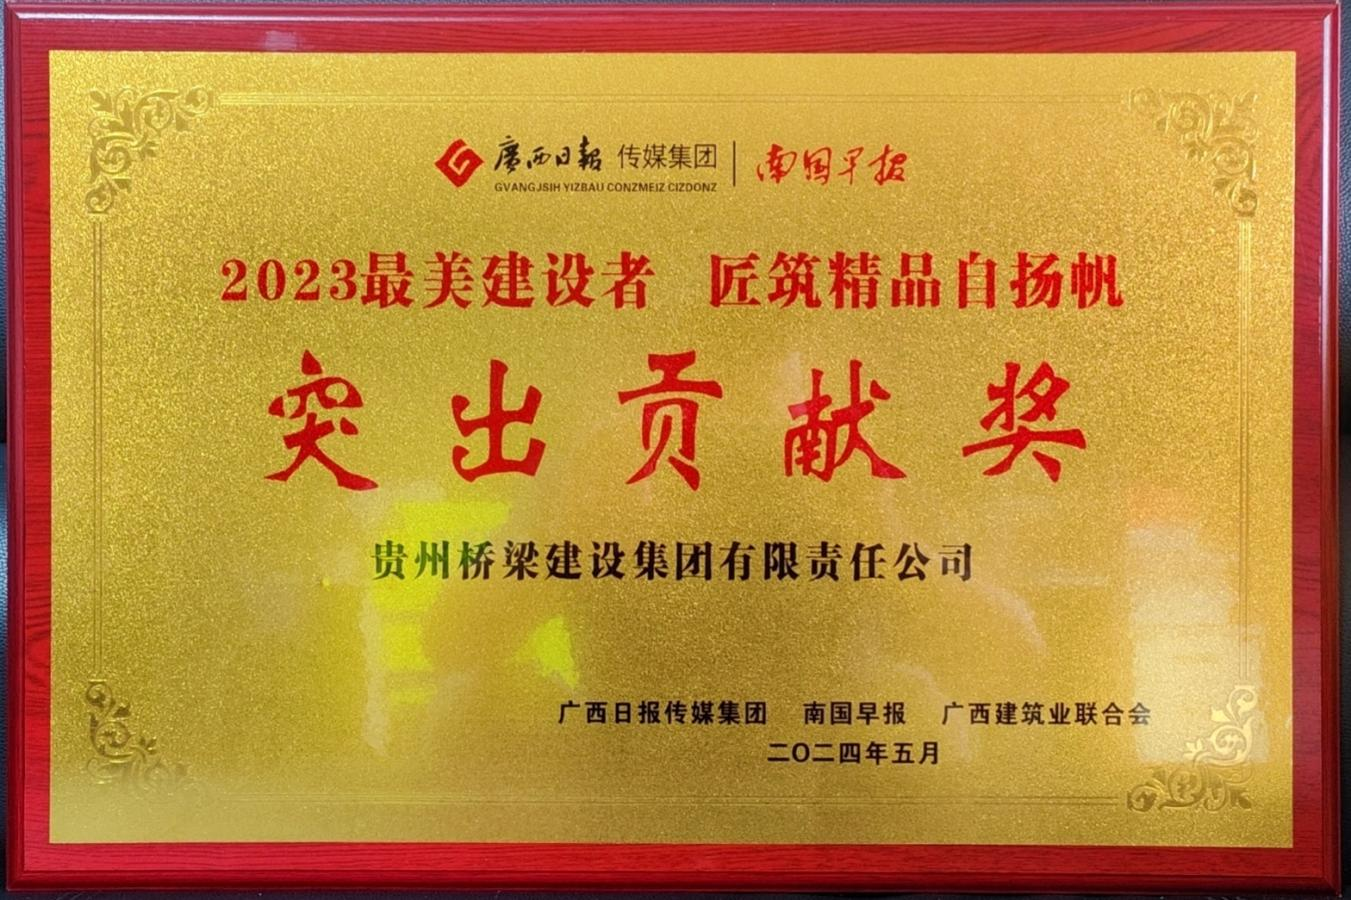 廣西日報 传媒集团 | 南国早报
GVANGJSIH YIZBAU CONZMEIZ CIZDONZ
2023最美建设者 匠筑精品自扬帆
突出贡献奖
贵州桥梁建设集团有限责任公司
广西日报传媒集团 南国早报 广西建筑业联合会
二〇二四年五月